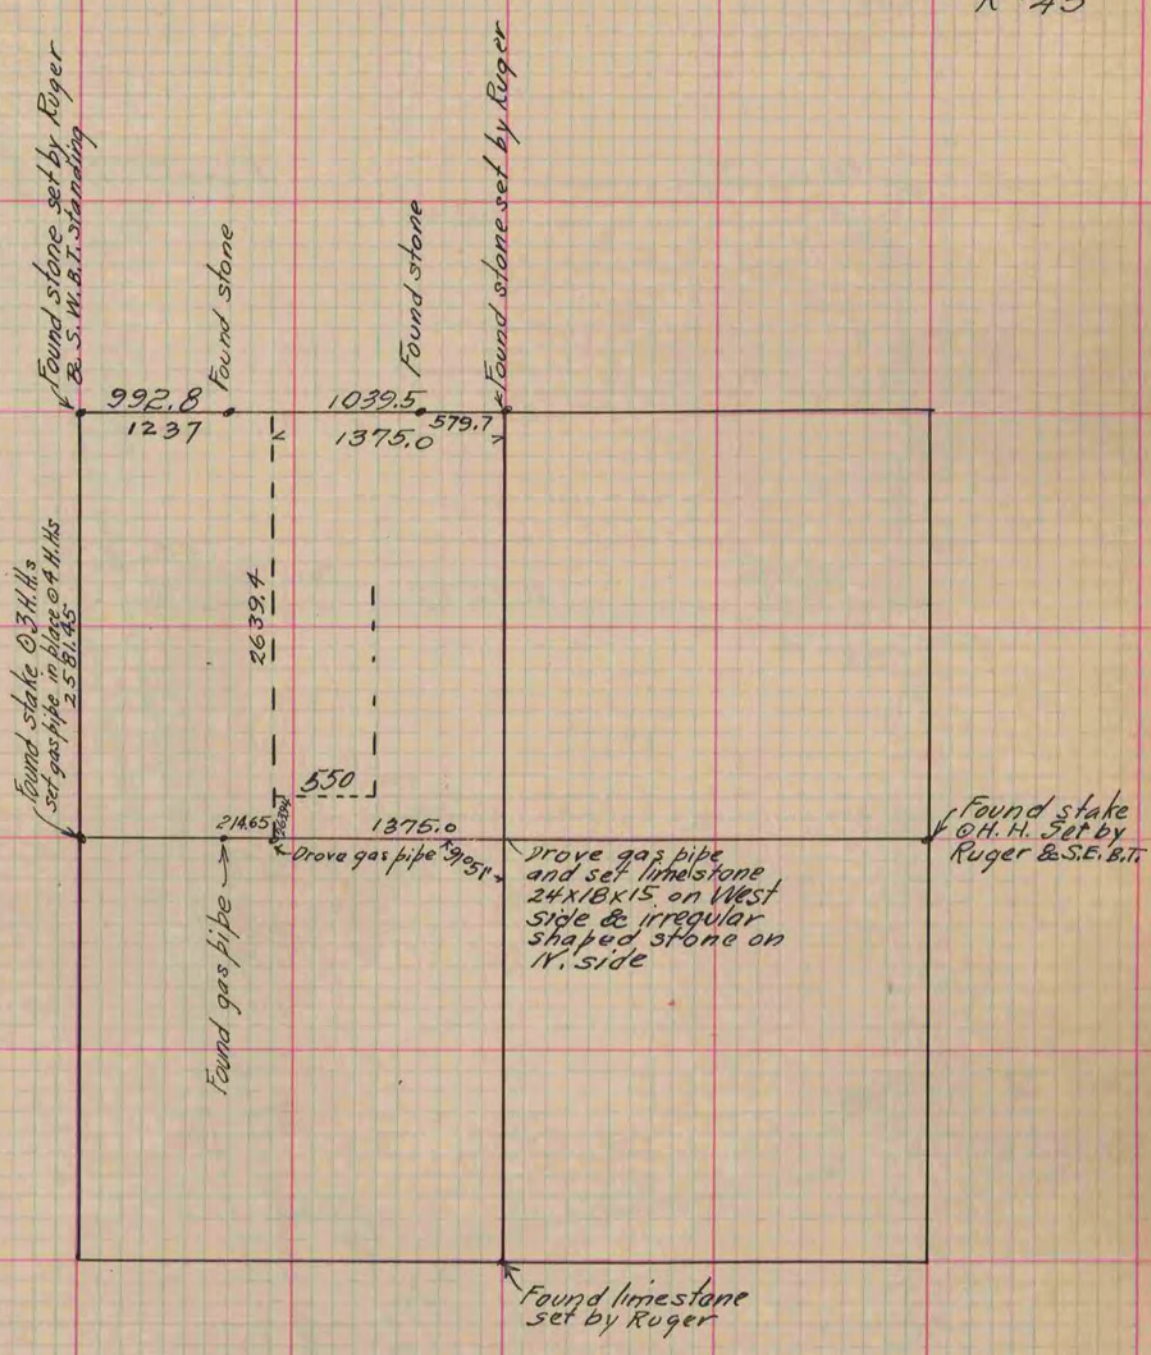 R 43
Found stone set by Ruger
& S. W. B. T. standing
Found stone
Found stone
Found stone set by Ruger
992.8
1039.5
1237
1375.0
579.7
Found stake @ 3 H.H.s
set gas pipe in place @ 4 H.Hs
2581.45
2639.4
550
214.65
1375.0
Drove gas pipe
90°51'
Found gas pipe
Drove gas pipe
and set limestone
24x18x15 on West
side & irregular
shaped stone on
N. side
Found stake
@ H. H. Set by
Ruger & S.E. B.T.
Found limestone
set by Ruger